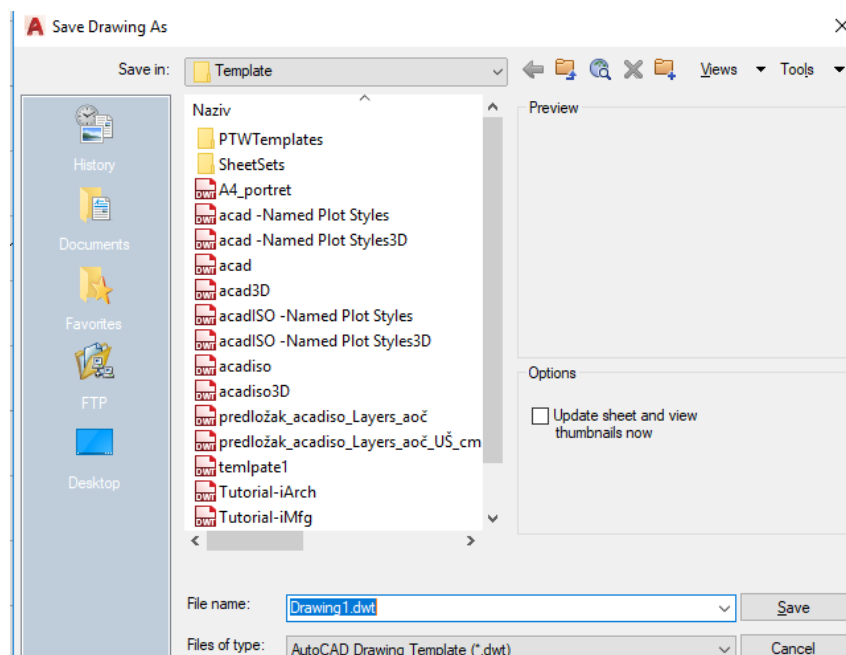 Save Drawing As
Save in: Template Views Tools
History
Documents
Favorites
FTP
Desktop
Naziv
PTWTemplates
SheetSets
A4_portret
acad -Named Plot Styles
acad -Named Plot Styles3D
acad
acad3D
acadISO -Named Plot Styles
acadISO -Named Plot Styles3D
acadiso
acadiso3D
predložak_acadiso_Layers_aoč
predložak_acadiso_Layers_aoč_UŠ_cm
temlpate1
Tutorial-iArch
Tutorial-iMfg
Preview
Options
Update sheet and view
thumbnails now
File name: Drawing1.dwt Save
Files of type: AutoCAD Drawing Template (*.dwt) Cancel